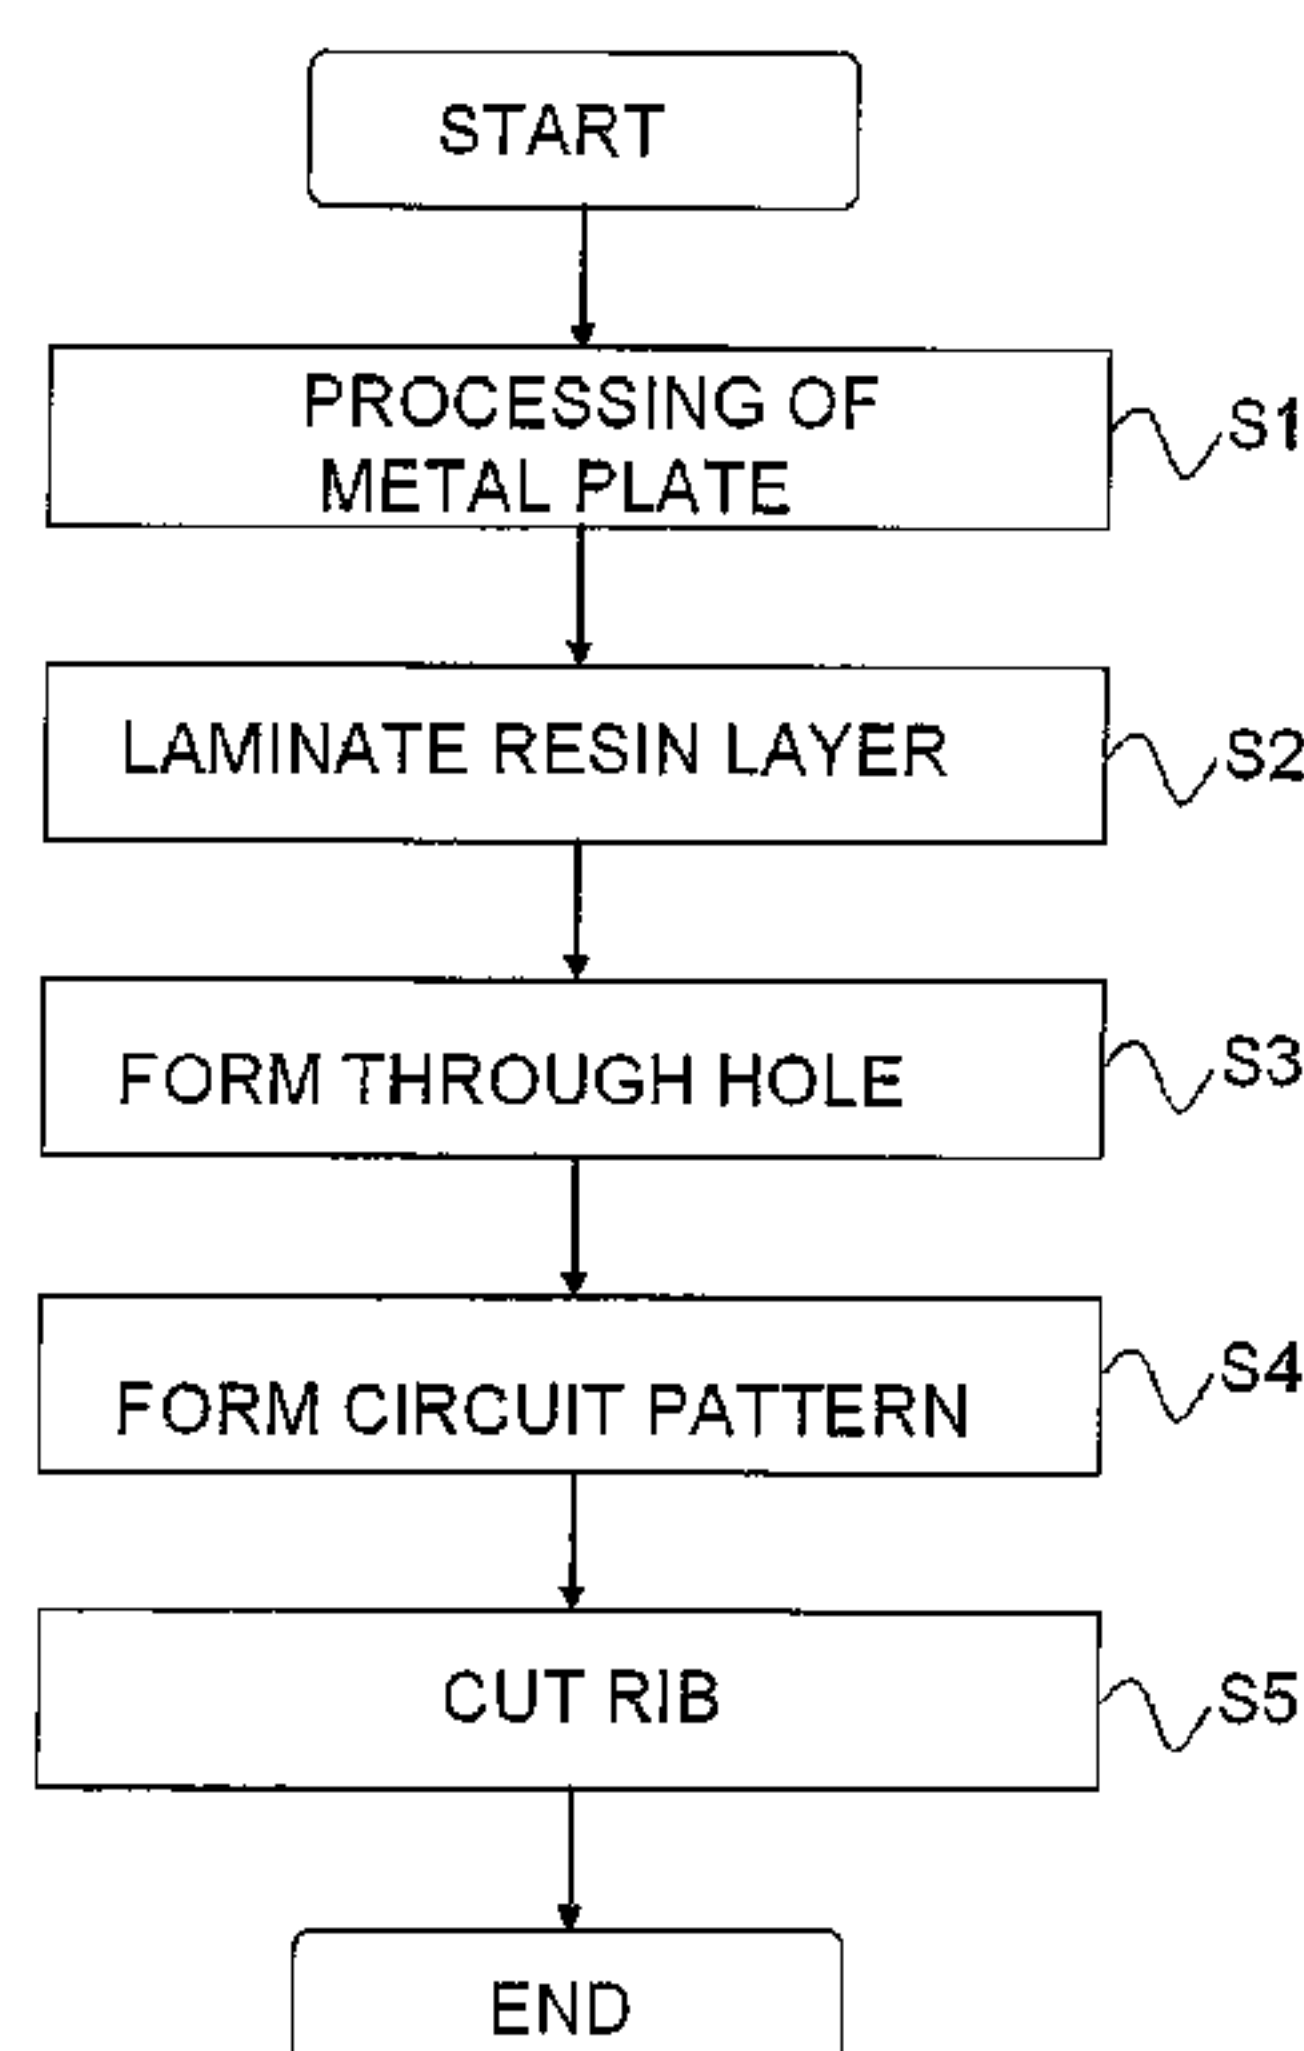 START
PROCESSING OF
METAL PLATE
S1
LAMINATE RESIN LAYER
S2
FORM THROUGH HOLE
S3
FORM CIRCUIT PATTERN
S4
CUT RIB
S5
END